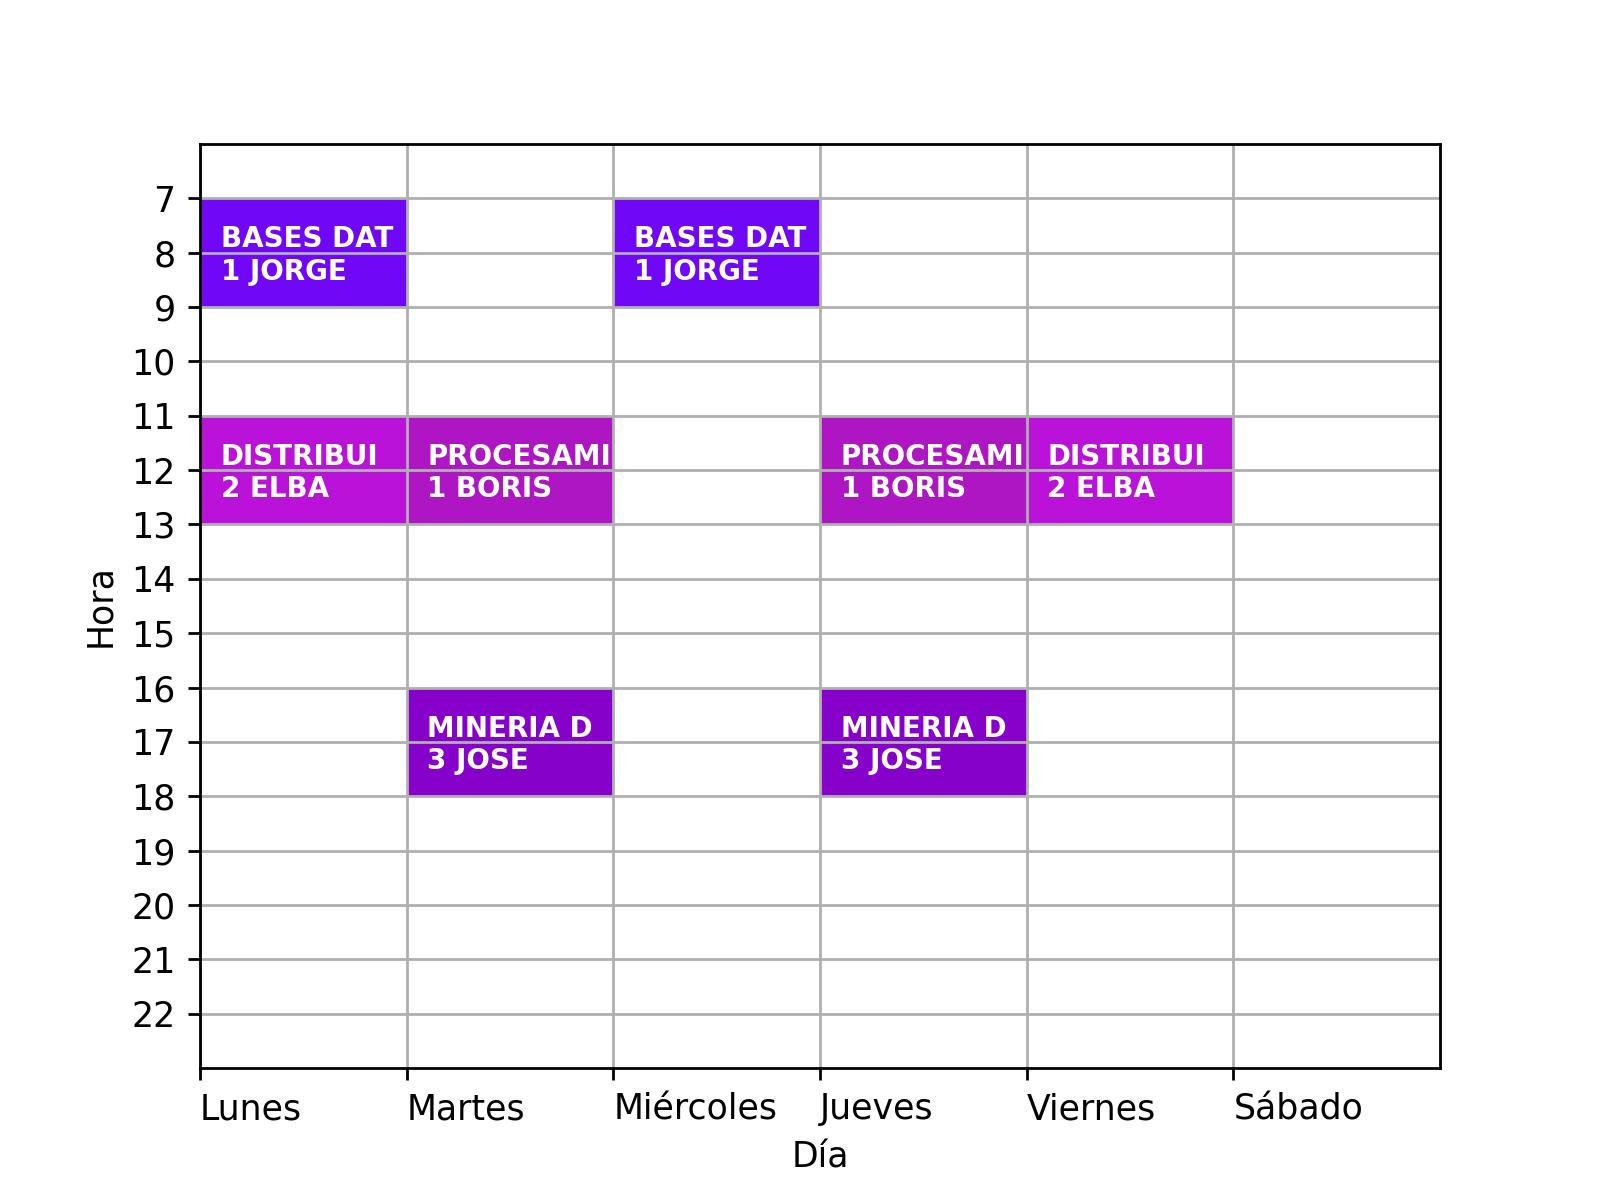 7
BASES DAT
1 JORGE
BASES DAT
1 JORGE
8
9
10
11
DISTRIBUI
2 ELBA
PROCESAMI
1 BORIS
PROCESAMI
1 BORIS
DISTRIBUI
2 ELBA
12
13
14
15
16
MINERIA D
3 JOSE
MINERIA D
3 JOSE
17
18
19
20
21
22
Hora
Lunes Martes Miércoles Jueves Viernes Sábado
Día